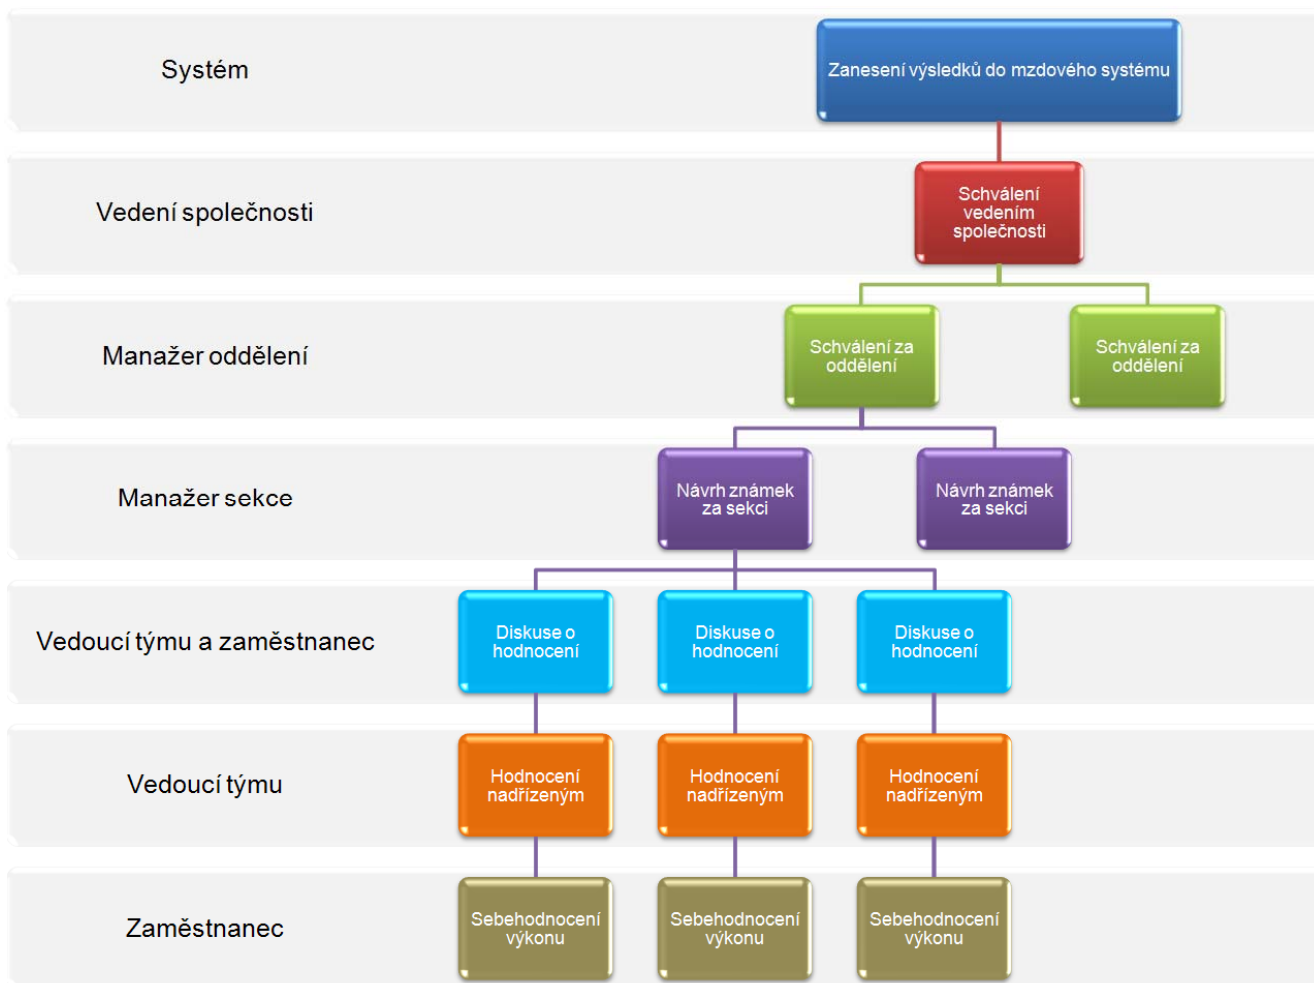 Systém
Zanesení výsledků do mzdového systému
Vedení společnosti
Schválení
vedením
společnosti
Manažer oddělení
Schválení za
oddělení
Schválení za
oddělení
Manažer sekce
Návrh známek
za sekci
Návrh známek
za sekci
Vedoucí týmu a zaměstnanec
Diskuse o
hodnocení
Diskuse o
hodnocení
Diskuse o
hodnocení
Vedoucí týmu
Hodnocení
nadřízeným
Hodnocení
nadřízeným
Hodnocení
nadřízeným
Zaměstnanec
Sebehodnocení
výkonu
Sebehodnocení
výkonu
Sebehodnocení
výkonu